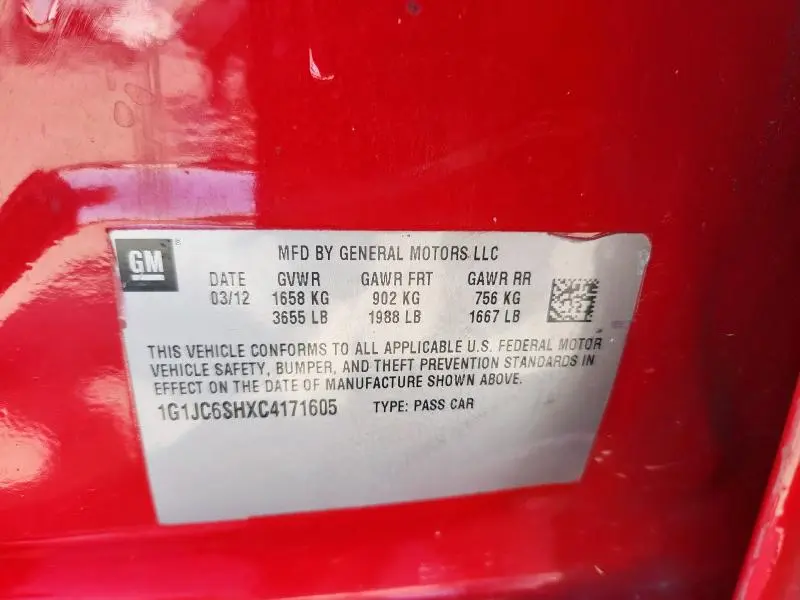 GM
MFD BY GENERAL MOTORS LLC
DATE GVWR GAWR FRT GAWR RR
03/12 1658 KG 902 KG 756 KG
3655 LB 1988 LB 1667 LB
THIS VEHICLE CONFORMS TO ALL APPLICABLE U.S. FEDERAL MOTOR
VEHICLE SAFETY, BUMPER, AND THEFT PREVENTION STANDARDS IN
EFFECT ON THE DATE OF MANUFACTURE SHOWN ABOVE.
1G1JC6SHXC4171605 TYPE: PASS CAR